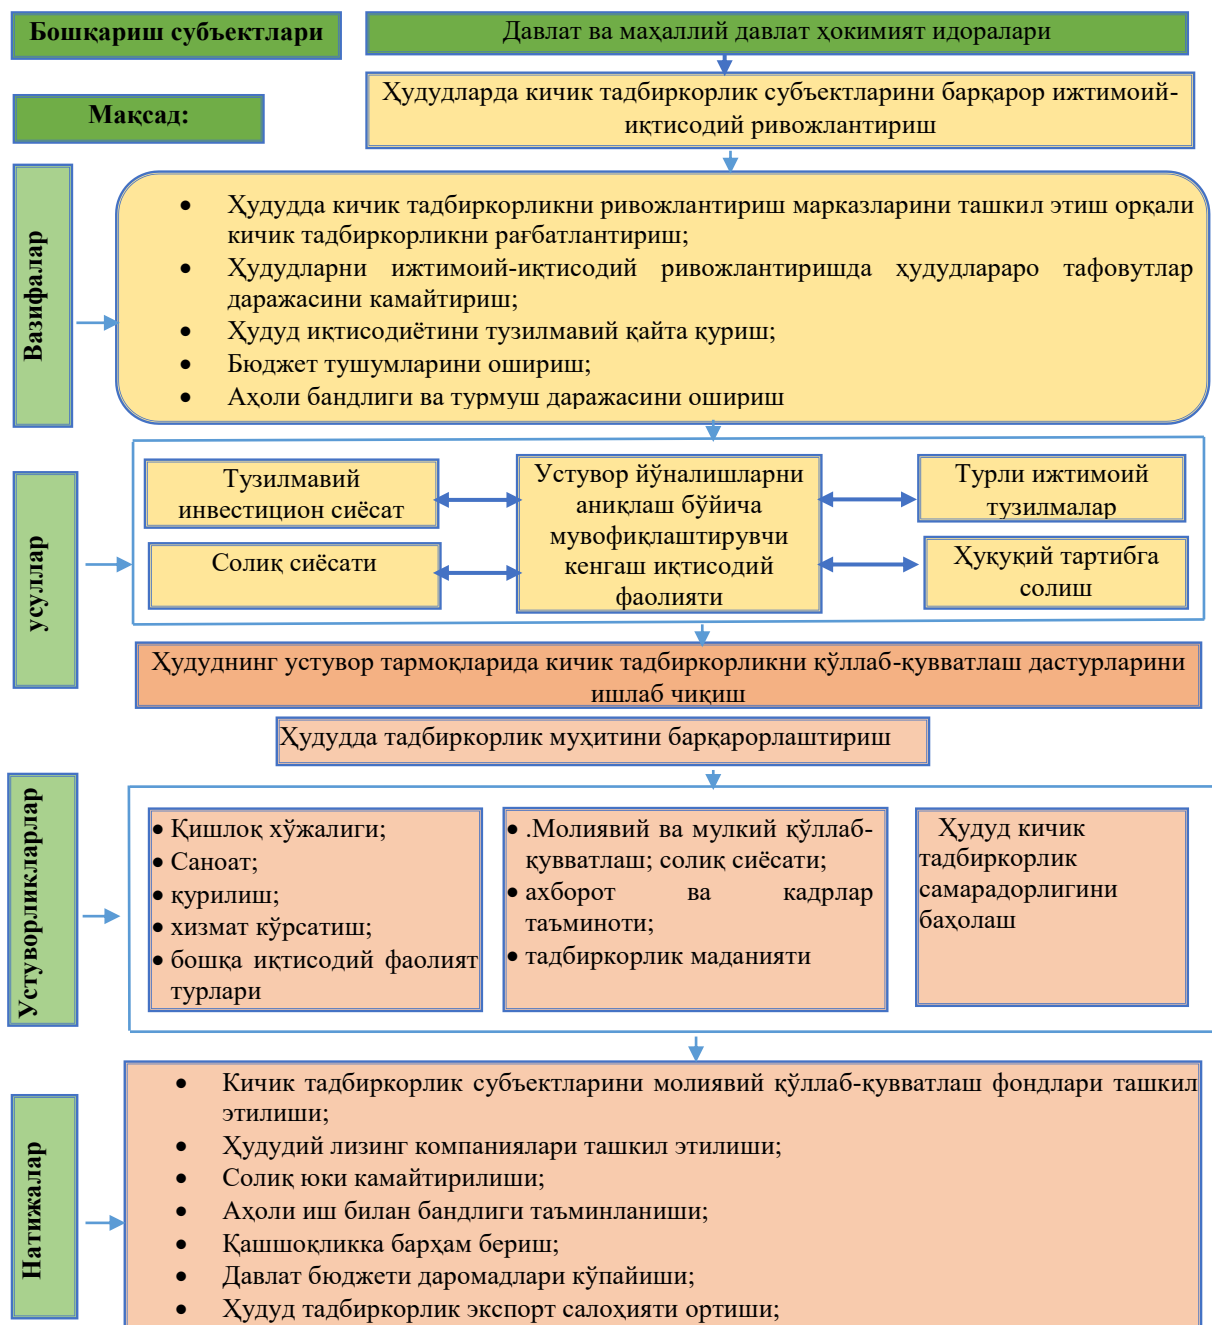 Бошқариш субъектлари
Давлат ва маҳаллий давлат ҳокимият идоралари
Мақсад:
Ҳудудларда кичик тадбиркорлик субъектларини барқарор ижтимоий-
иқтисодий ривожлантириш
Вазифалар
• Ҳудудда кичик тадбиркорликни ривожлантириш марказларини ташкил этиш орқали
кичик тадбиркорликни рағбатлантириш;
• Ҳудудларни ижтимоий-иқтисодий ривожлантиришда ҳудудлараро тафовутлар
даражасини камайтириш;
• Ҳудуд иқтисодиётини тузилмавий қайта қуриш;
• Бюджет тушумларини ошириш;
• Аҳоли бандлиги ва турмуш даражасини ошириш
усуллар
Тузилмавий
инвестицион сиёсат
Солиқ сиёсати
Устувор йўналишларни
аниқлаш бўйича
мувофиқлаштирувчи
кенгаш иқтисодий
фаолияти
Турли ижтимоий
тузилмалар
Ҳуқуқий тартибга
солиш
Ҳудуднинг устувор тармоқларида кичик тадбиркорликни қўллаб-қувватлаш дастурларини
ишлаб чиқиш
Ҳудудда тадбиркорлик муҳитини барқарорлаштириш
Устуворликларлар
• Қишлоқ хўжалиги;
• Саноат;
• қурилиш;
• хизмат кўрсатиш;
• бошқа иқтисодий фаолият
турлари
• .Молиявий ва мулкий қўллаб-
қувватлаш; солиқ сиёсати;
• ахборот ва кадрлар
таъминоти;
• тадбиркорлик маданияти
Ҳудуд кичик
тадбиркорлик
самарадорлигини
баҳолаш
Натижалар
• Кичик тадбиркорлик субъектларини молиявий қўллаб-қувватлаш фондлари ташкил
этилиши;
• Ҳудудий лизинг компаниялари ташкил этилиши;
• Солиқ юки камайтирилиши;
• Аҳоли иш билан бандлиги таъминланиши;
• Қашшоқликка барҳам бериш;
• Давлат бюджети даромадлари кўпайиши;
• Ҳудуд тадбиркорлик экспорт салоҳияти ортиши;